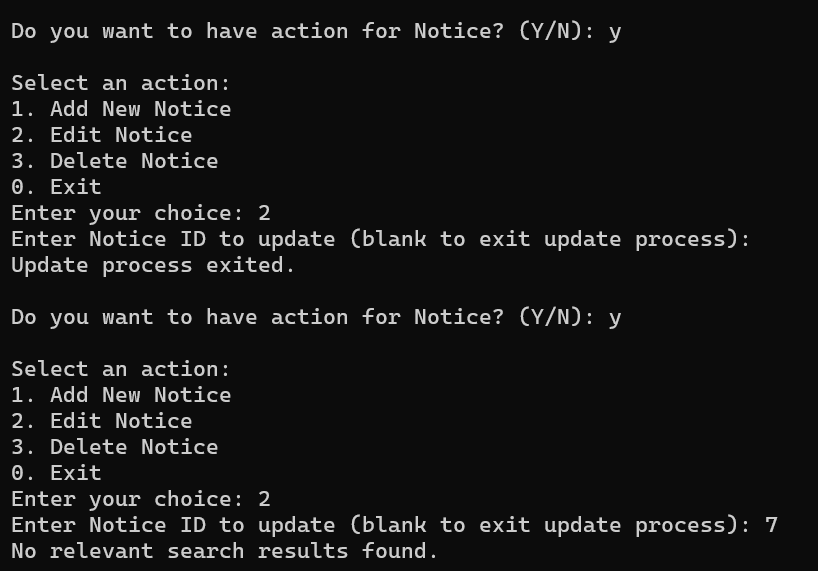 Do you want to have action for Notice? (Y/N): y
Select an action:
1. Add New Notice
2. Edit Notice
3. Delete Notice
0. Exit
Enter your choice: 2
Enter Notice ID to update (blank to exit update process):
Update process exited.
Do you want to have action for Notice? (Y/N): y
Select an action:
1. Add New Notice
2. Edit Notice
3. Delete Notice
0. Exit
Enter your choice: 2
Enter Notice ID to update (blank to exit update process): 7
No relevant search results found.